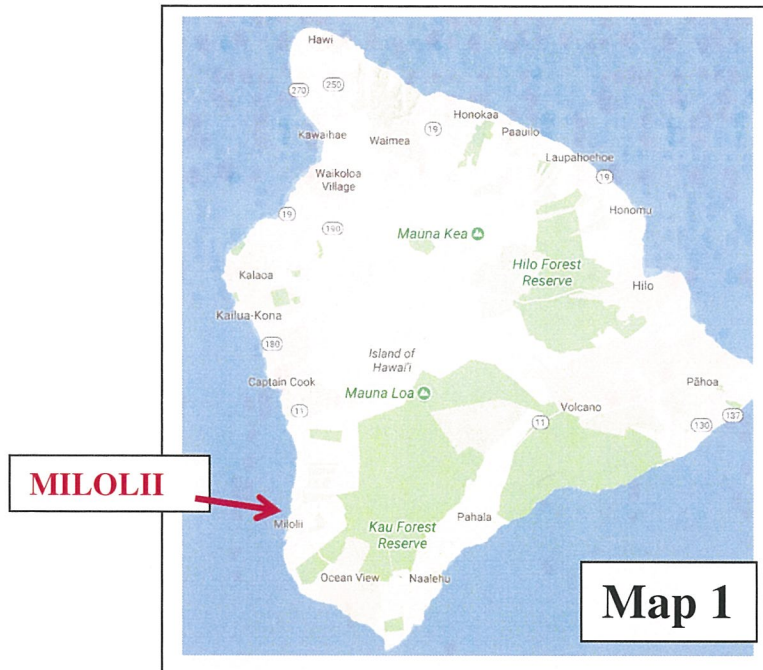 Hawi
270
250
Honokaa
19
Paauilo
Kawaihae
Waimea
Laupahoehoe
19
Waikoloa
Village
Honomu
19
190
Mauna Kea
Hilo Forest
Reserve
Kalaoa
Hilo
Kailua-Kona
180
Island of
Hawai'i
Captain Cook
Mauna Loa
Pāhoa
Volcano
11
11
130
137
MILOLII
Milolii
Pahala
Kau Forest
Reserve
Ocean View
Naalehu
Map 1